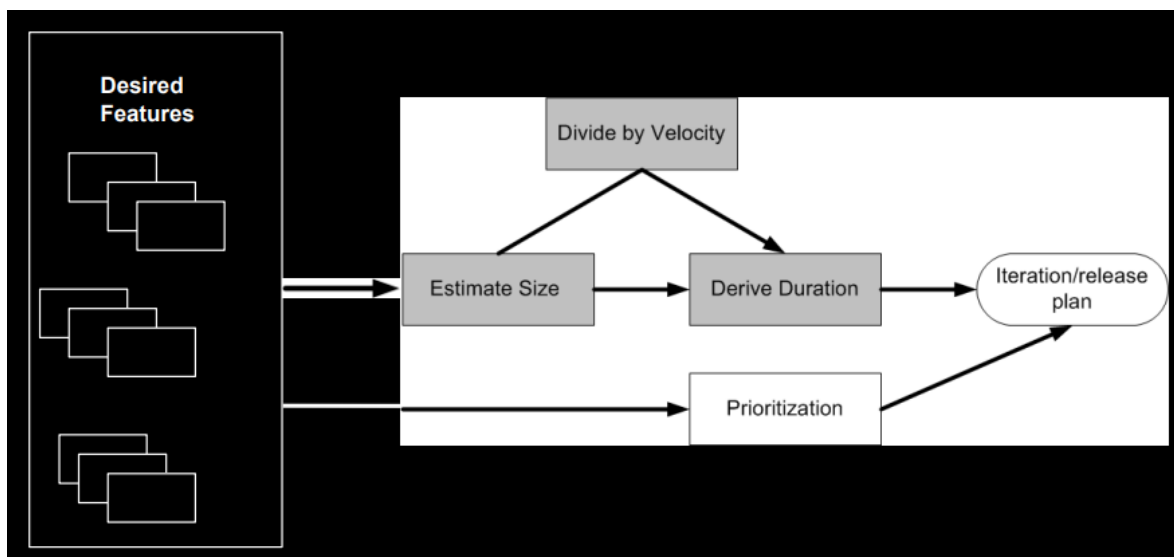 Desired
Features
Divide by Velocity
Estimate Size
Derive Duration
Iteration/release
plan
Prioritization